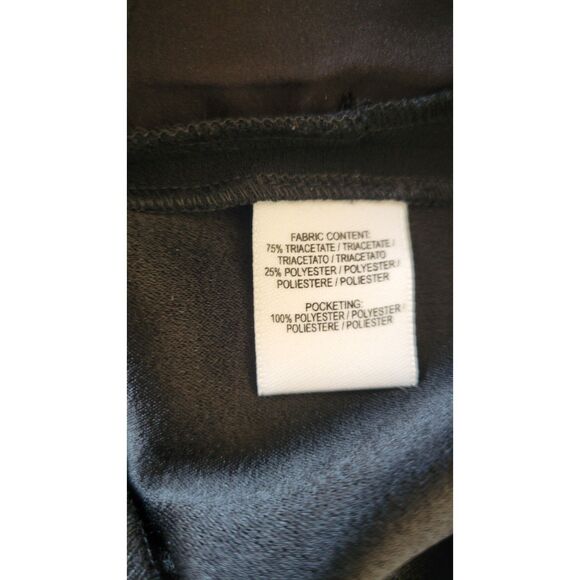 FABRIC CONTENT:
75% TRIACETATE / TRIACETATE /
TRIACETATO / TRIACETATO
25% POLYESTER / POLYESTER /
POLIESTERE / POLIESTER
POCKETING:
100% POLYESTER / POLYESTER /
POLIESTERE / POLIESTER